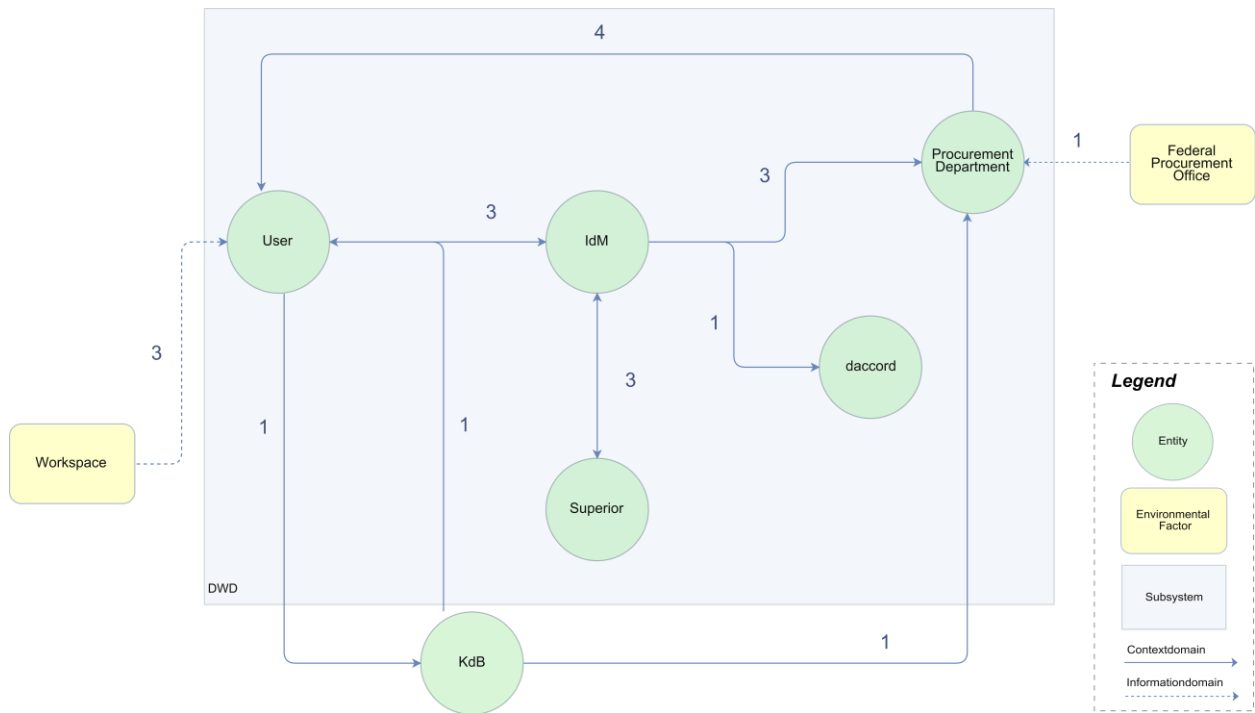 4
Procurement
Department
1
Federal
Procurement
Office
3
User
3
IdM
3
1
daccord
3
1
1
Workspace
Superior
DWD
KdB
1
Legend
Entity
Environmental
Factor
Subsystem
Contextdomain
Informationdomain